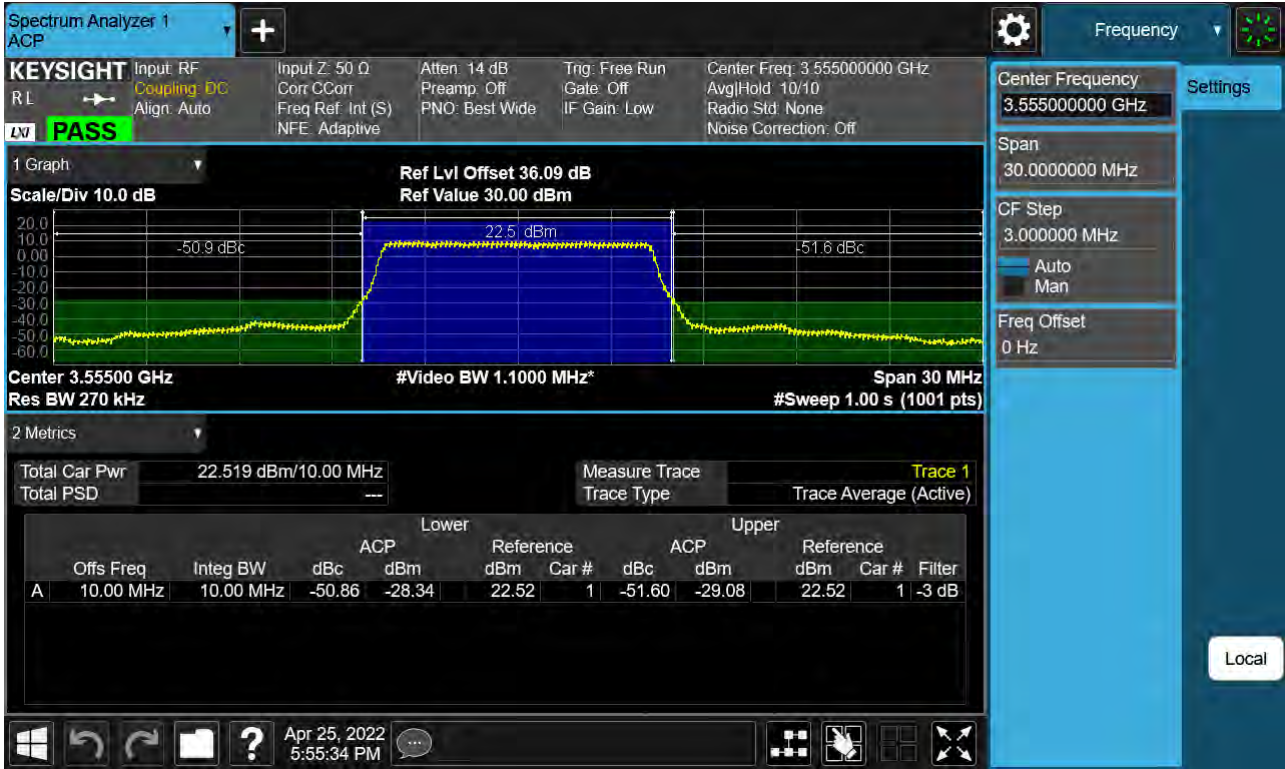 Spectrum Analyzer 1
ACP
Frequency
KEYSIGHT
R L
LXI
PASS
Input: RF
Coupling: DC
Align: Auto
Input Z: 50 Ω
Corr CCorr
Freq Ref: Int (S)
NFE: Adaptive
Atten: 14 dB
Preamp: Off
PNO: Best Wide
Trig: Free Run
Gate: Off
IF Gain: Low
Center Freq: 3.555000000 GHz
Avg|Hold: 10/10
Radio Std: None
Noise Correction: Off
1 Graph
Scale/Div 10.0 dB
Ref Lvl Offset 36.09 dB
Ref Value 30.00 dBm
20.0
10.0
0.00
-10.0
-20.0
-30.0
-40.0
-50.0
-60.0
-50.9 dBc
22.5 dBm
-51.6 dBc
Center 3.55500 GHz
#Video BW 1.1000 MHz*
Span 30 MHz
Res BW 270 kHz
#Sweep 1.00 s (1001 pts)
2 Metrics
Total Car Pwr 22.519 dBm/10.00 MHz
Total PSD ---
Measure Trace Trace 1
Trace Type Trace Average (Active)
Lower Upper
ACP Reference ACP Reference
Offs Freq Integ BW dBc dBm dBm Car # dBc dBm dBm Car # Filter
A 10.00 MHz 10.00 MHz -50.86 -28.34 22.52 1 -51.60 -29.08 22.52 1 -3 dB
Center Frequency
3.555000000 GHz
Span
30.0000000 MHz
CF Step
3.000000 MHz
Auto
Man
Freq Offset
0 Hz
Settings
Local
?
Apr 25, 2022
5:55:34 PM